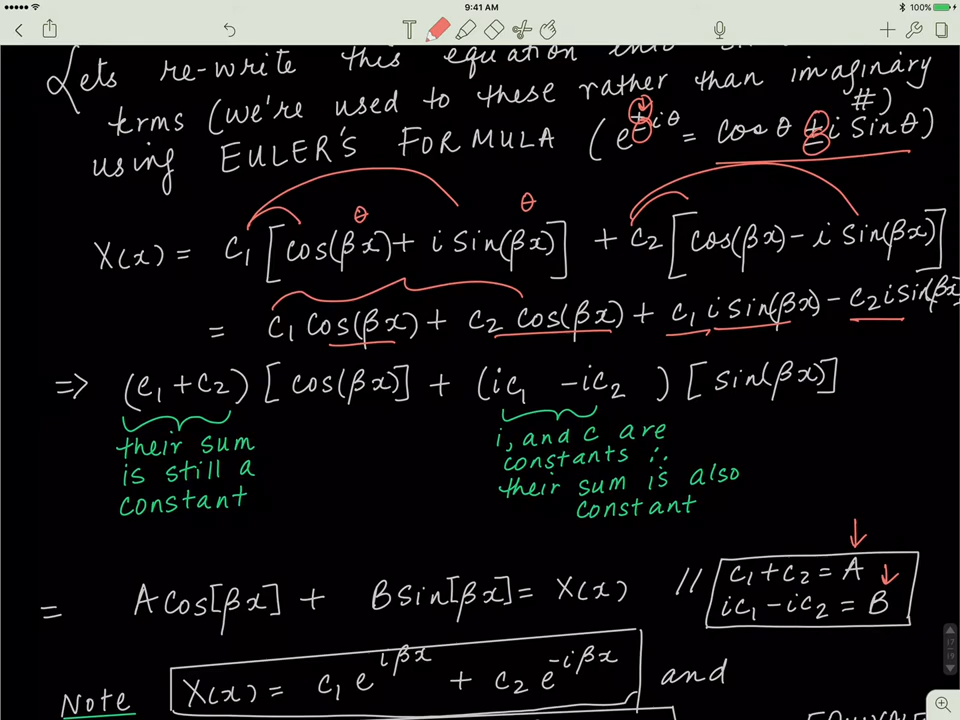 9:41 AM
100%
T
Lets re-write this equation into
terms (we're used to these rather than imaginary #)
using EULER'S FORMULA (e^±iθ = cos θ ± i Sin θ)
θ θ
X(x) = c₁ [cos(βx) + i Sin(βx)] + c₂ [cos(βx) - i Sin(βx)]
= c₁ Cos(βx) + c₂ cos(βx) + c₁ i sin(βx) - c₂ i sin(βx
=> (c₁ + c₂) [cos(βx)] + (ic₁ - ic₂) [sin(βx)]
their sum
is still a
constant
i, and c are
constants ∴
their sum is also
constant
= A Cos[βx] + B sin[βx] = X(x) // c₁ + c₂ = A
ic₁ - ic₂ = B
Note X(x) = c₁ e^iβx + c₂ e^-iβx and
17
19